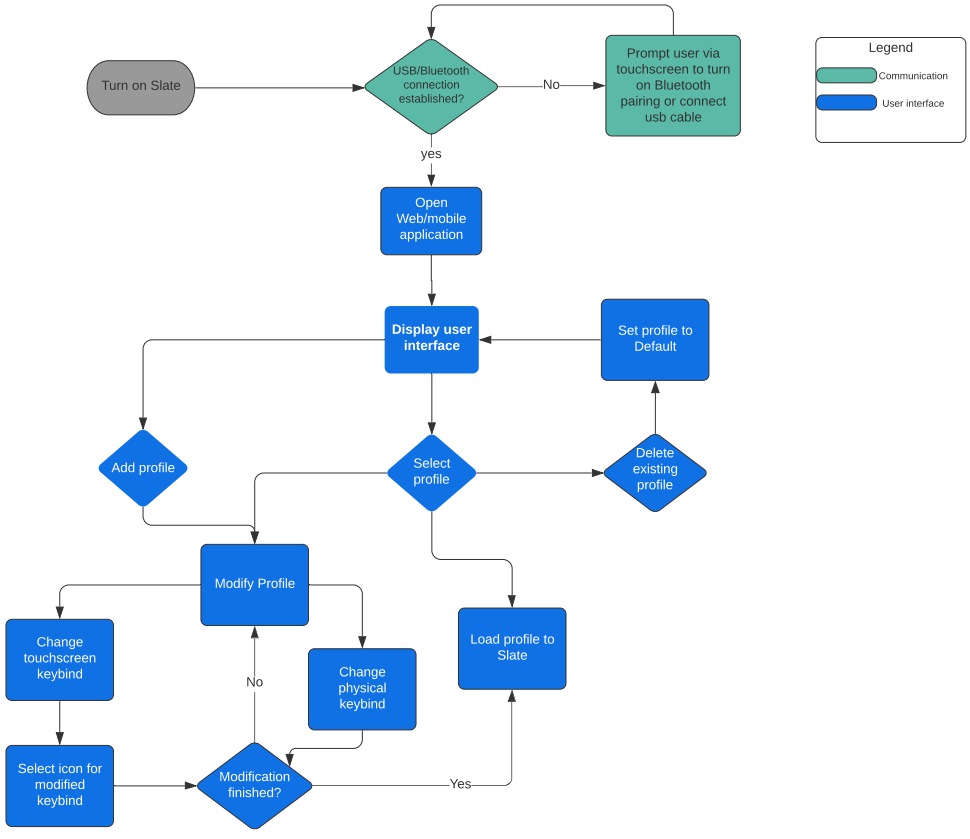 Turn on Slate
USB/Bluetooth
connection
established?
No
Prompt user via
touchscreen to turn
on Bluetooth
pairing or connect
usb cable
Legend
Communication
User interface
yes
Open
Web/mobile
application
Display user
interface
Set profile to
Default
Add profile
Select
profile
Delete
existing
profile
Modify Profile
Change
touchscreen
keybind
Change
physical
keybind
Load profile to
Slate
No
Select icon for
modified
keybind
Modification
finished?
Yes